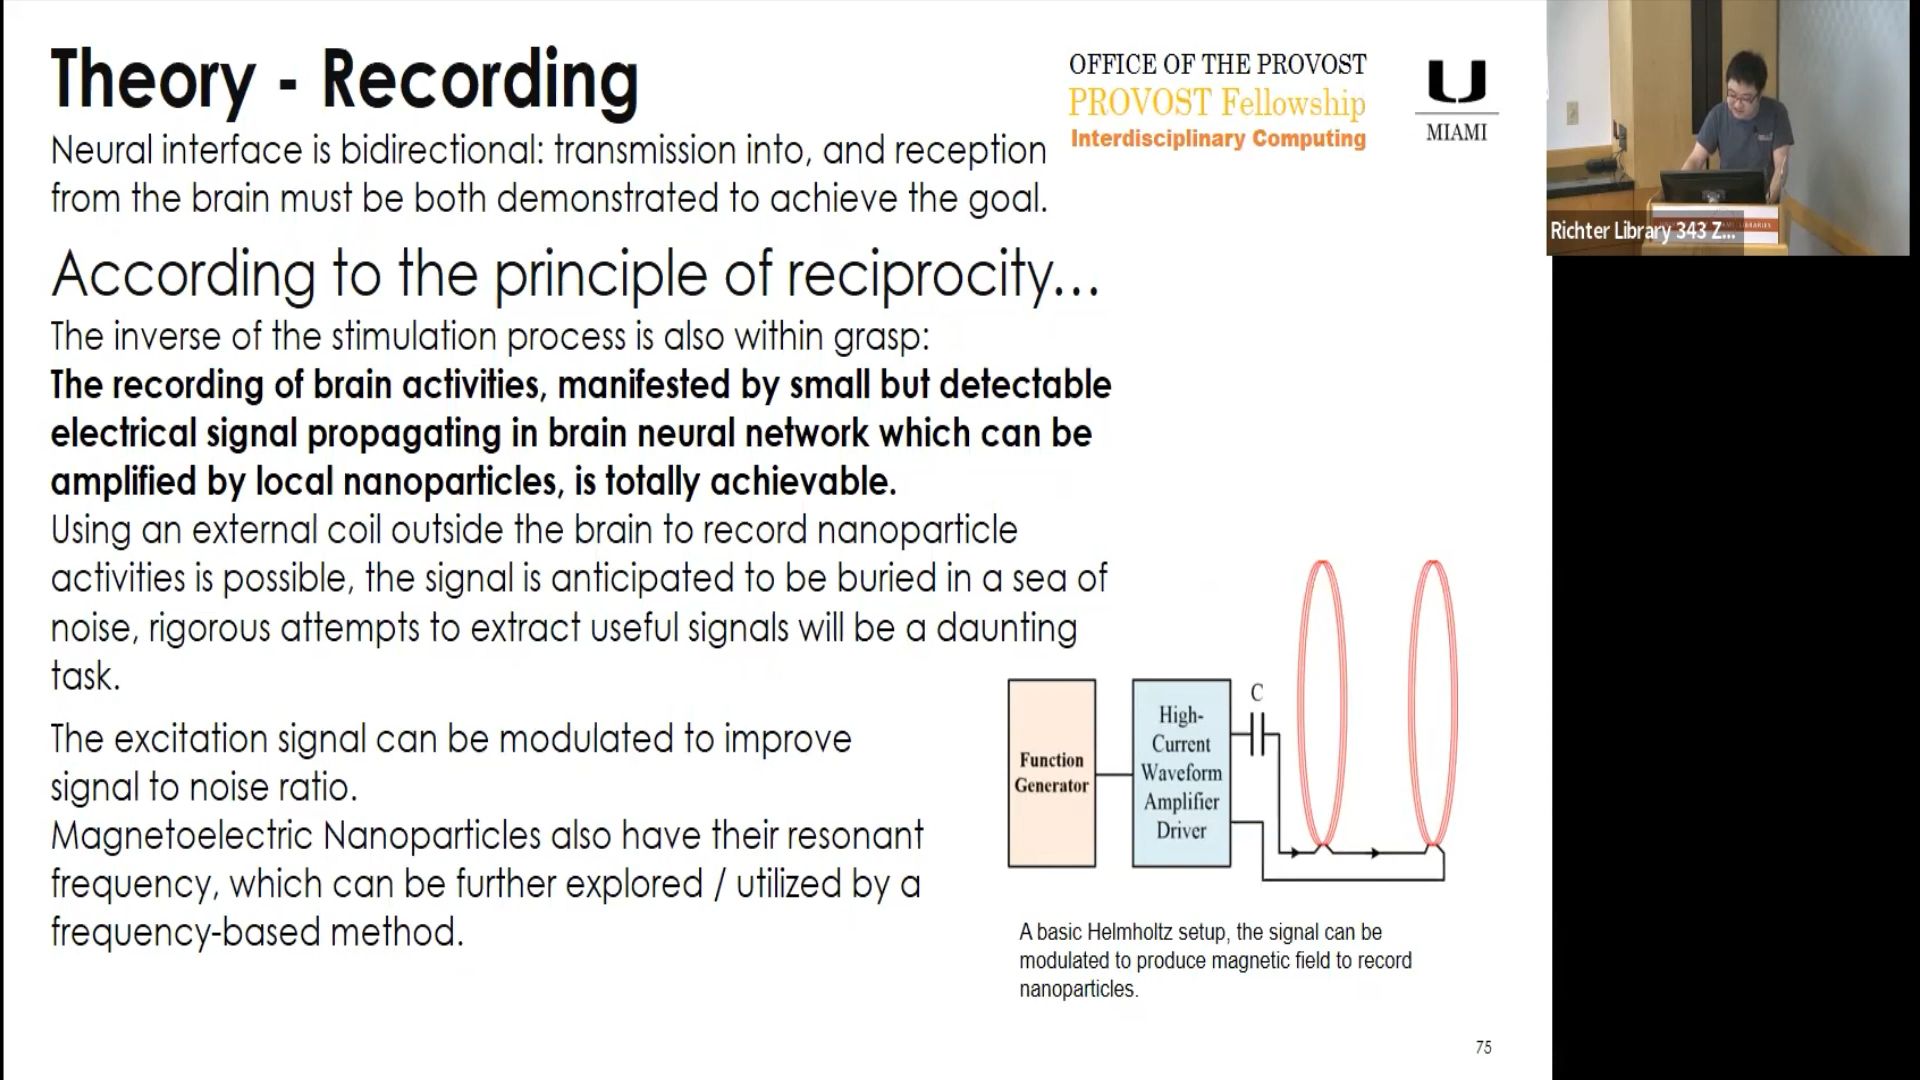 Theory - Recording
OFFICE OF THE PROVOST
PROVOST Fellowship
Interdisciplinary Computing
U
MIAMI
Neural interface is bidirectional: transmission into, and reception
from the brain must be both demonstrated to achieve the goal.
According to the principle of reciprocity...
The inverse of the stimulation process is also within grasp:
The recording of brain activities, manifested by small but detectable
electrical signal propagating in brain neural network which can be
amplified by local nanoparticles, is totally achievable.
Using an external coil outside the brain to record nanoparticle
activities is possible, the signal is anticipated to be buried in a sea of
noise, rigorous attempts to extract useful signals will be a daunting
task.
The excitation signal can be modulated to improve
signal to noise ratio.
Magnetoelectric Nanoparticles also have their resonant
frequency, which can be further explored / utilized by a
frequency-based method.
Function
Generator
High-
Current
Waveform
Amplifier
Driver
C
A basic Helmholtz setup, the signal can be
modulated to produce magnetic field to record
nanoparticles.
75
Richter Library 343 Z...